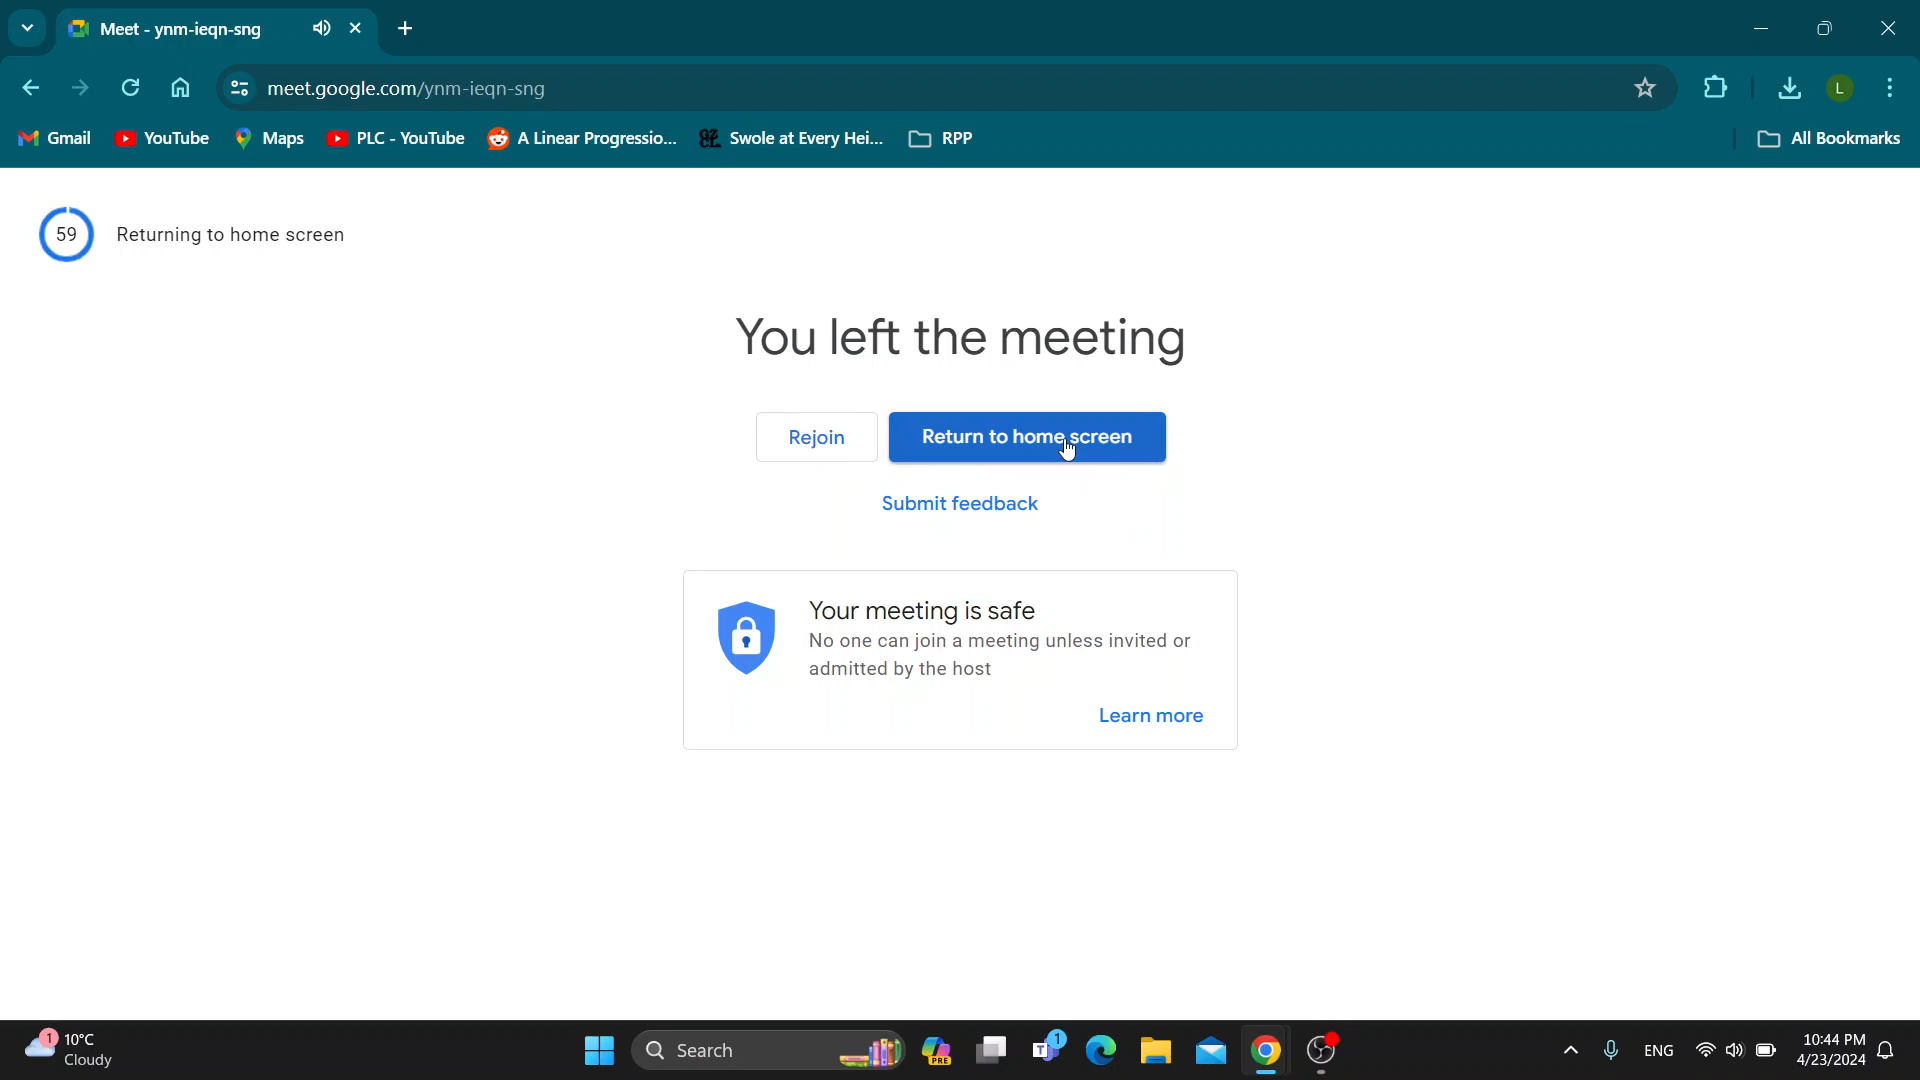 Meet - ynm-ieqn-sng
meet.google.com/ynm-ieqn-sng
L
Gmail
YouTube
Maps
PLC - YouTube
A Linear Progressio...
Swole at Every Hei...
RPP
All Bookmarks
59
Returning to home screen
You left the meeting
Rejoin
Return to home screen
Submit feedback
Your meeting is safe
No one can join a meeting unless invited or
admitted by the host
Learn more
1
10°C
Cloudy
Search
PRE
T
1
ENG
10:44 PM
4/23/2024